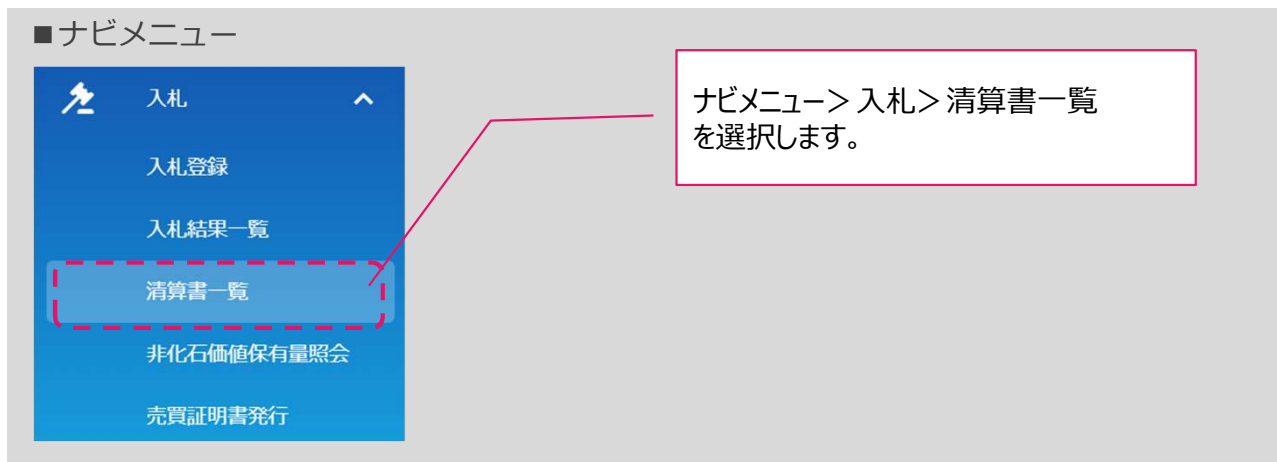 ■ナビメニュー
入札
入札登録
入札結果一覧
清算書一覧
非化石価値保有量照会
売買証明書発行
ナビメニュー＞入札＞清算書一覧
を選択します。